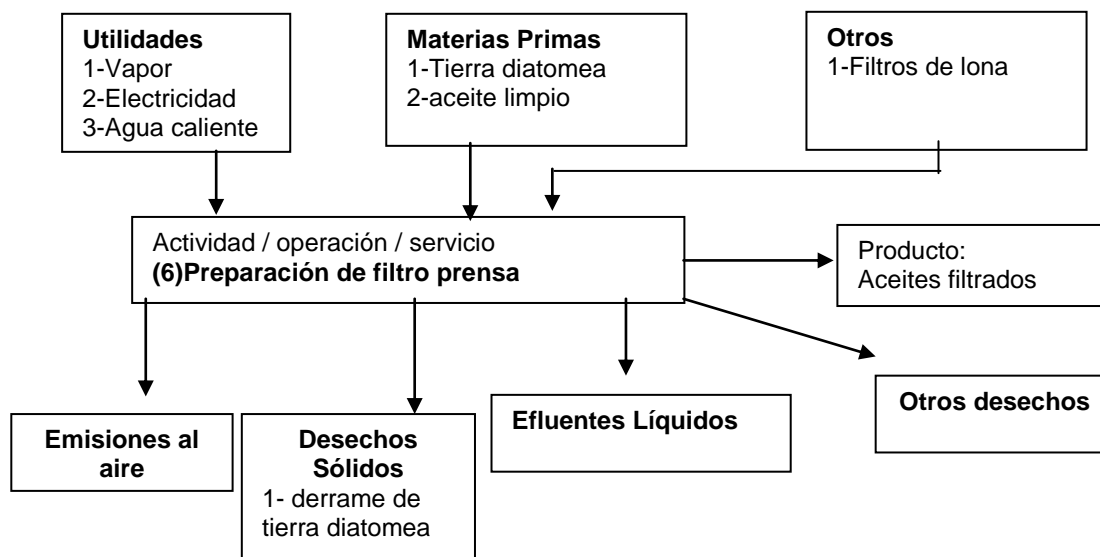 Utilidades
1-Vapor
2-Electricidad
3-Agua caliente
Materias Primas
1-Tierra diatomea
2-aceite limpio
Otros
1-Filtros de lona
Actividad / operación / servicio
(6)Preparación de filtro prensa
Producto:
Aceites filtrados
Emisiones al
aire
Desechos
Sólidos
1- derrame de
tierra diatomea
Efluentes Líquidos
Otros desechos